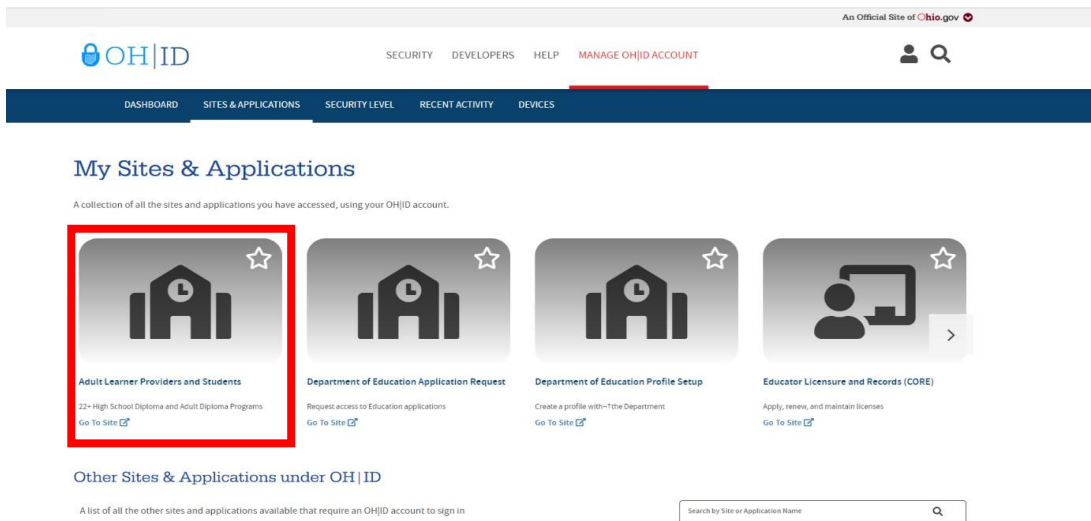 An Official Site of Ohio.gov
OH|ID
SECURITY DEVELOPERS HELP MANAGE OH|ID ACCOUNT
DASHBOARD SITES & APPLICATIONS SECURITY LEVEL RECENT ACTIVITY DEVICES
My Sites & Applications
A collection of all the sites and applications you have accessed, using your OH|ID account.
Adult Learner Providers and Students
22+ High School Diploma and Adult Diploma Programs
Go To Site
Department of Education Application Request
Request access to Education applications
Go To Site
Department of Education Profile Setup
Create a profile with¬†the Department
Go To Site
Educator Licensure and Records (CORE)
Apply, renew, and maintain licenses
Go To Site
Other Sites & Applications under OH|ID
A list of all the other sites and applications available that require an OH|ID account to sign in
Search by Site or Application Name